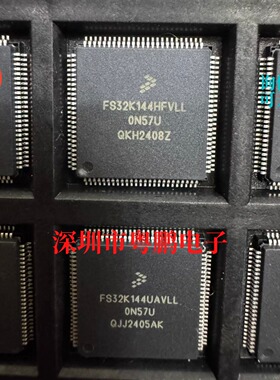 FS32K144HFVLL
0N57U
QKH2408Z
深圳市粤鹏电子
FS32K144UAVLL
0N57U
QJJ2405AK